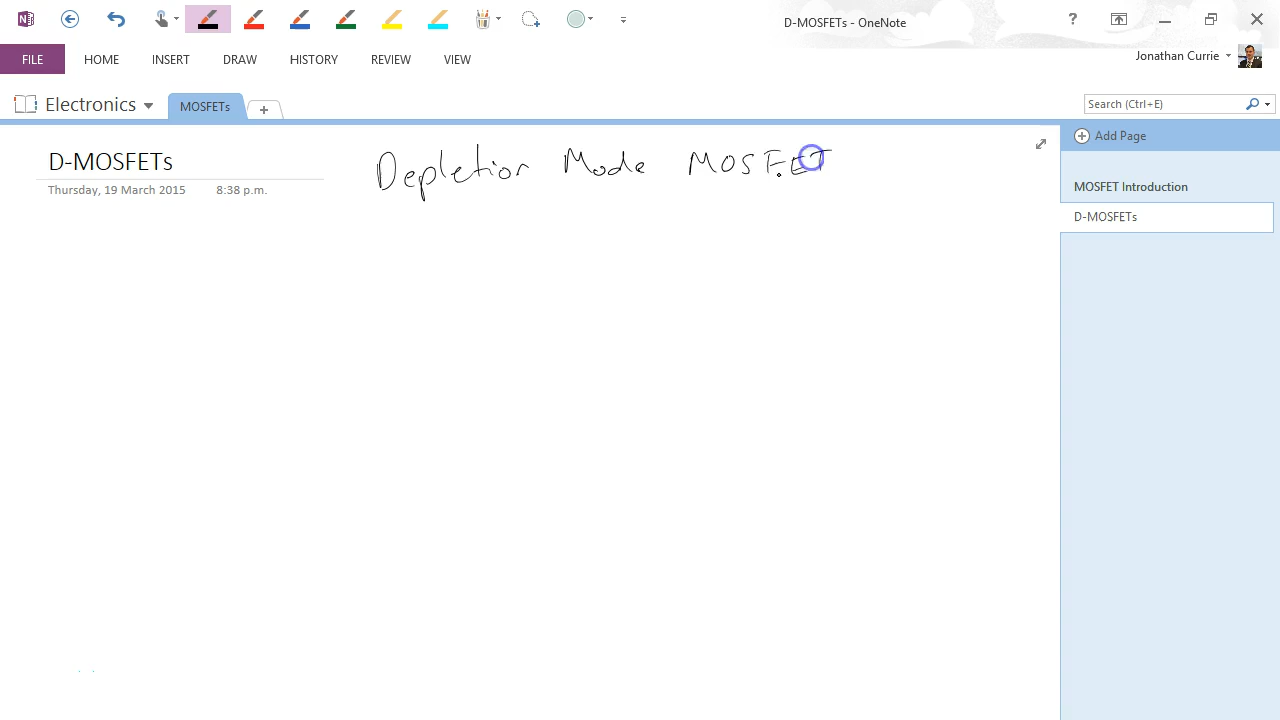 D-MOSFETs - OneNote
?
FILE
HOME
INSERT
DRAW
HISTORY
REVIEW
VIEW
Jonathan Currie
Electronics
MOSFETs
+
Search (Ctrl+E)
D-MOSFETs
Thursday, 19 March 2015 8:38 p.m.
Depletion Mode MOSFET
Add Page
MOSFET Introduction
D-MOSFETs